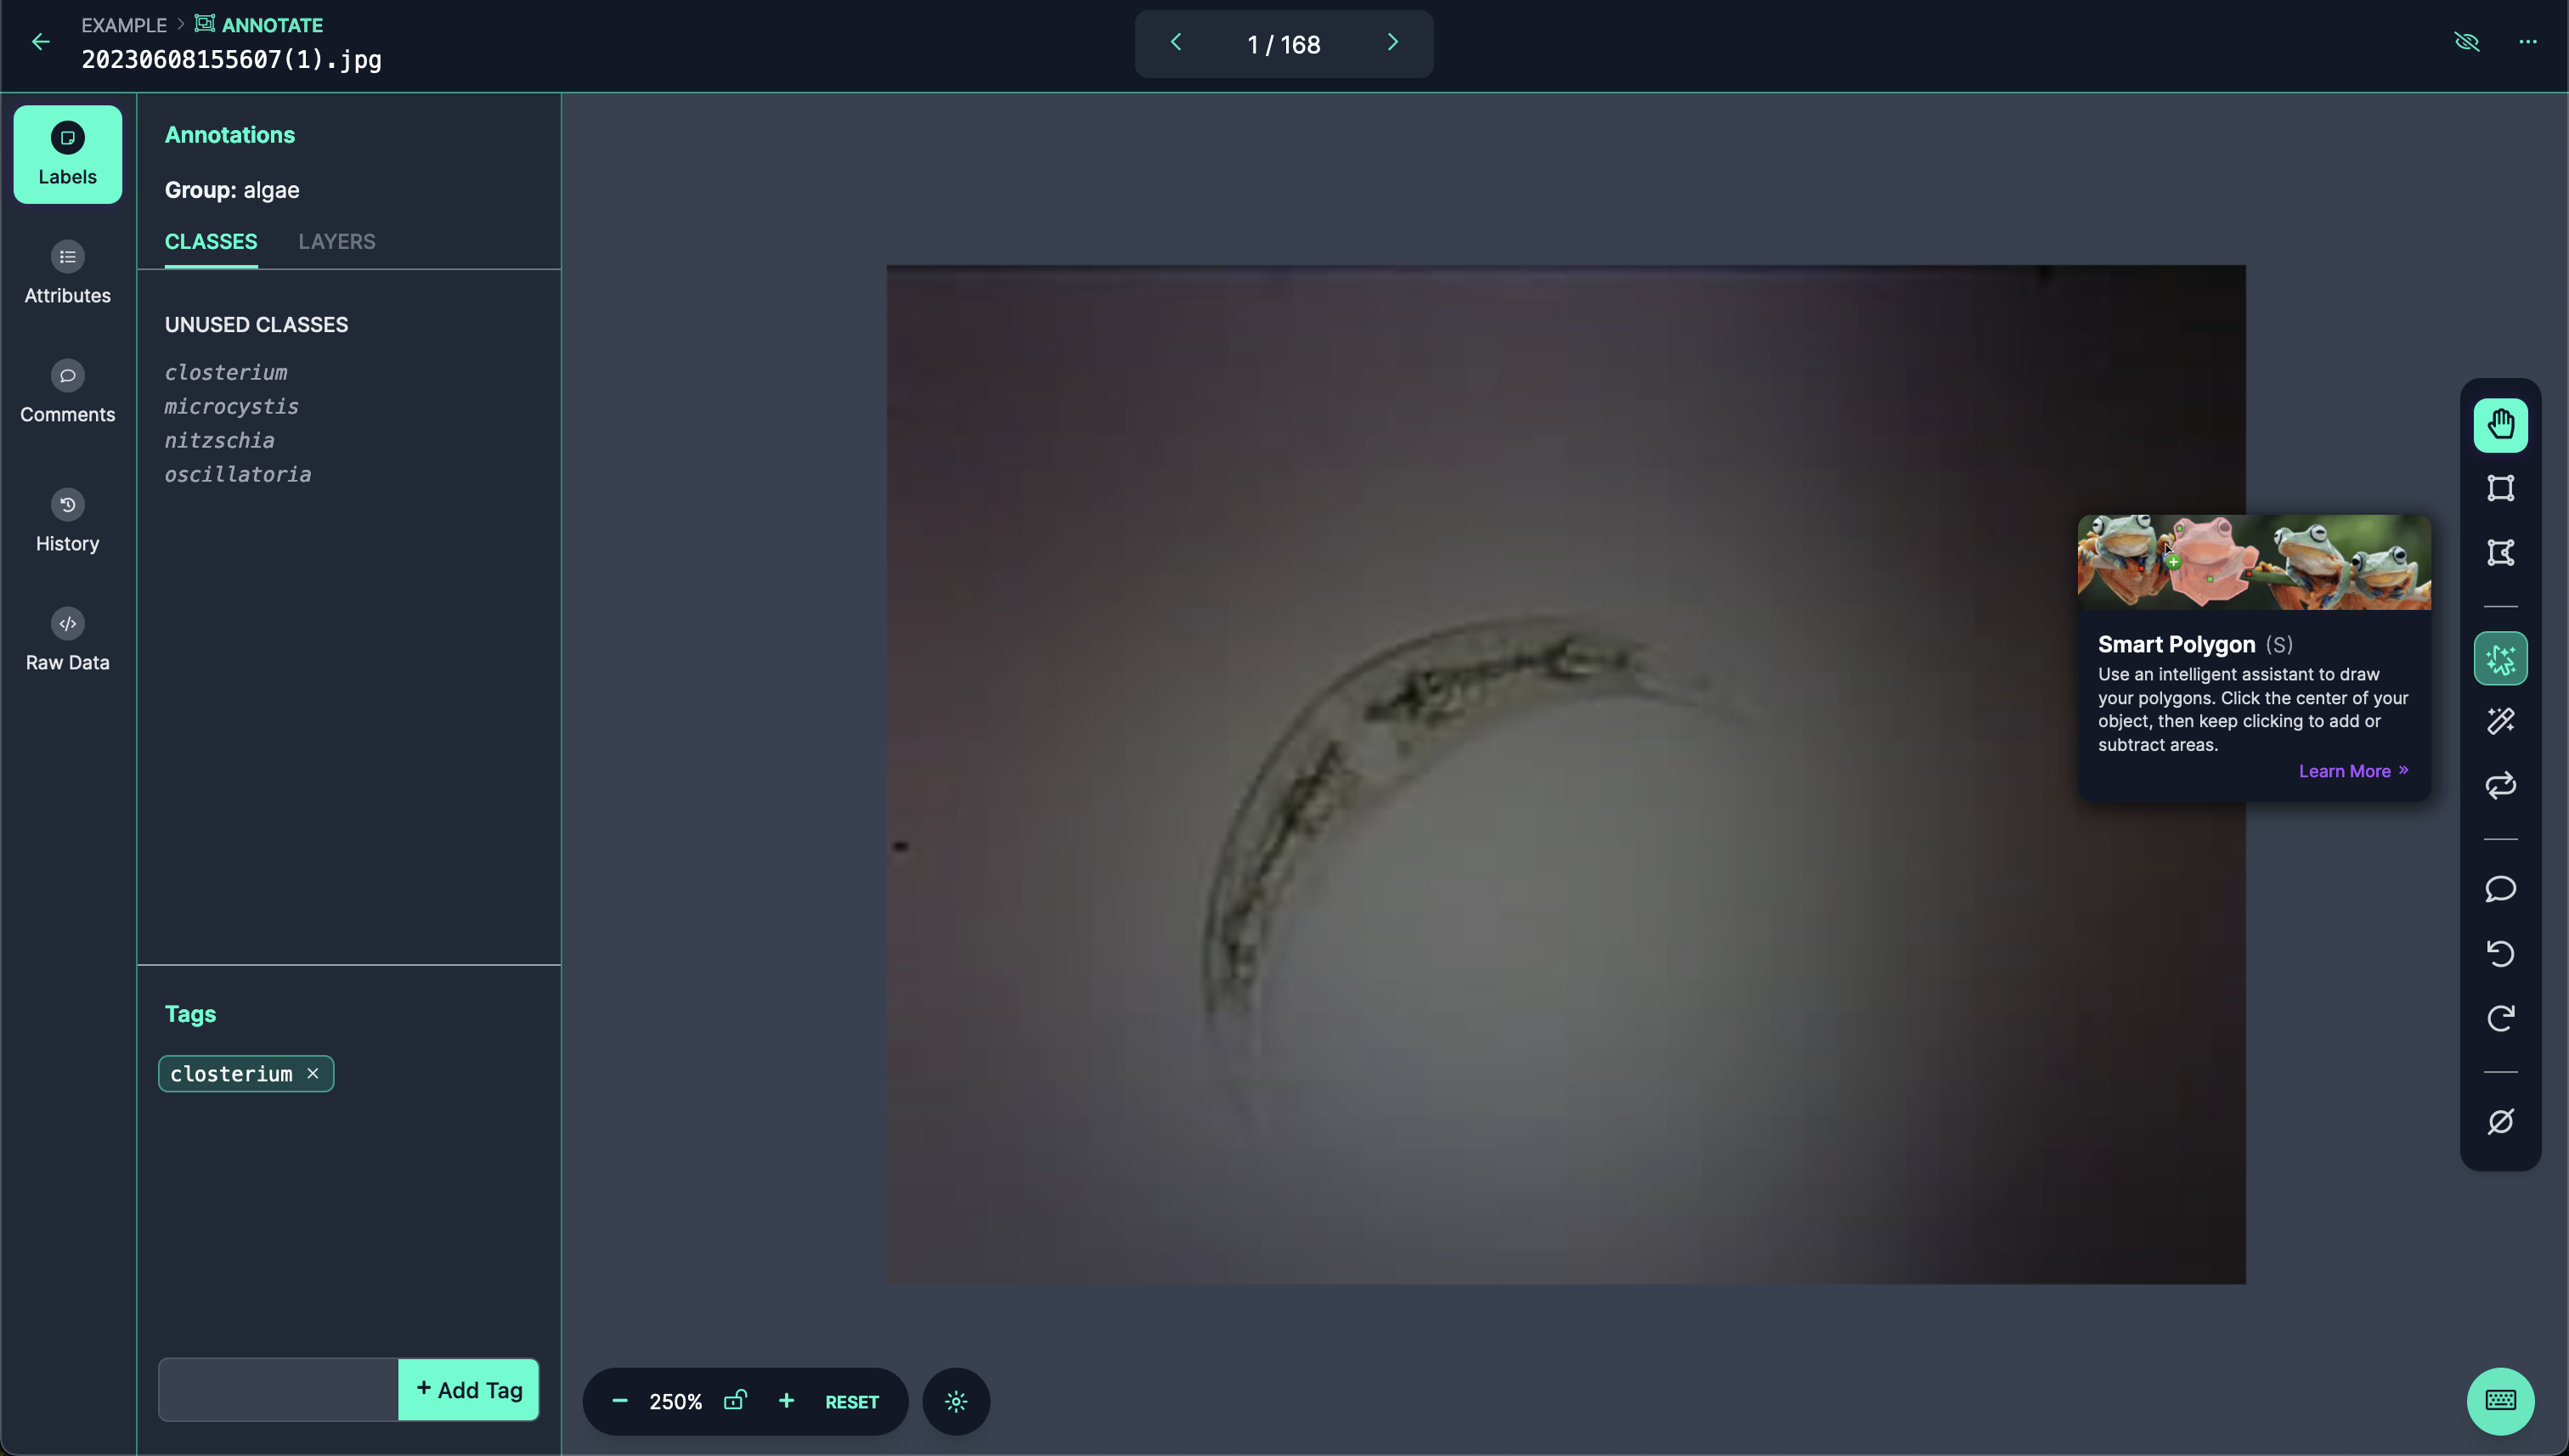 EXAMPLE > ANNOTATE
20230608155607(1).jpg
1 / 168
Labels
Attributes
Comments
History
Raw Data
Annotations
Group: algae
CLASSES LAYERS
UNUSED CLASSES
closterium
microcystis
nitzschia
oscillatoria
Tags
closterium ×
+ Add Tag
− 250% + RESET
Smart Polygon (S)
Use an intelligent assistant to draw
your polygons. Click the center of your
object, then keep clicking to add or
subtract areas.
Learn More »